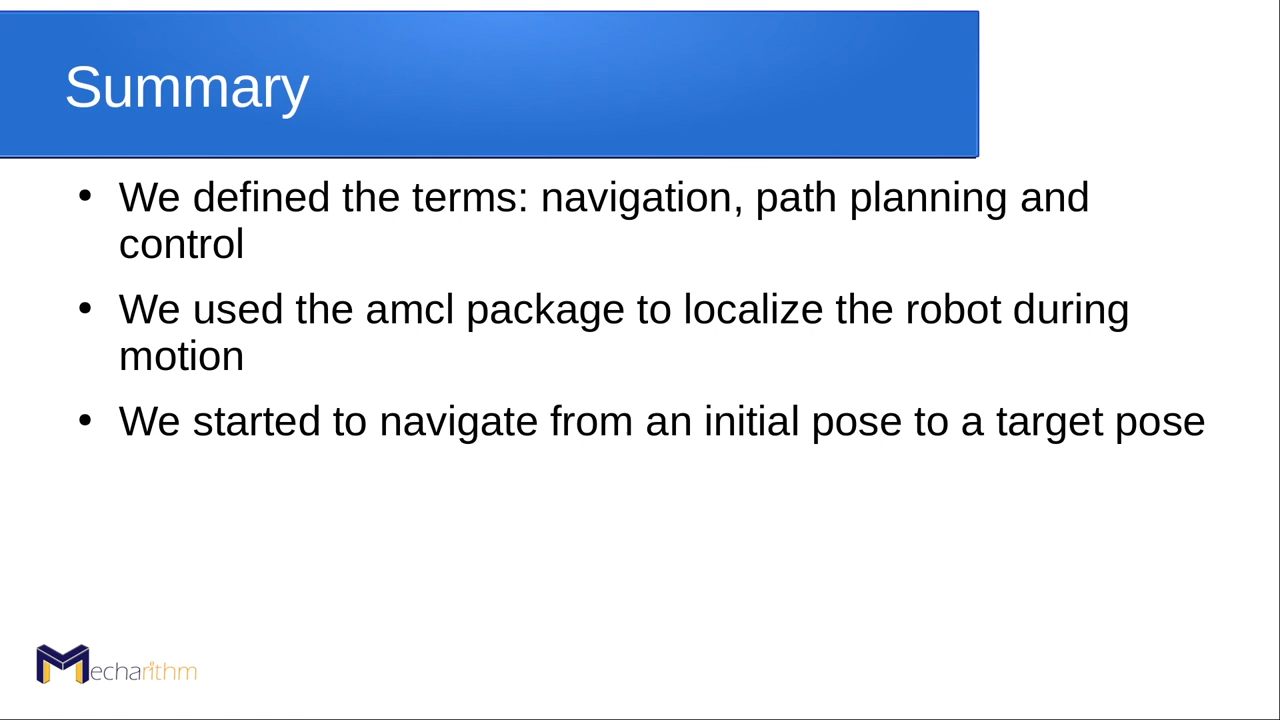 Summary
• We defined the terms: navigation, path planning and
control
• We used the amcl package to localize the robot during
motion
• We started to navigate from an initial pose to a target pose
Mecharithm